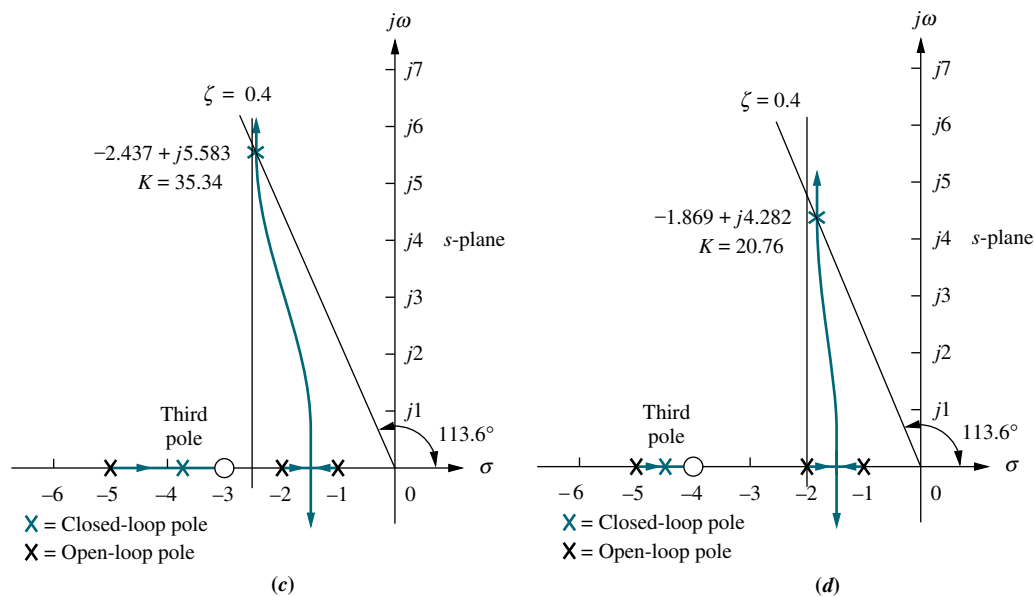 jω
j7
ζ = 0.4
j6
−2.437 + j5.583
K = 35.34
j5
j4
s-plane
j3
j2
j1
Third
pole
113.6°
σ
−6
−5
−4
−3
−2
−1
0
X = Closed-loop pole
X = Open-loop pole
(c)
jω
j7
ζ = 0.4
j6
j5
−1.869 + j4.282
K = 20.76
j4
s-plane
j3
j2
j1
Third
pole
113.6°
σ
−6
−5
−4
−3
−2
−1
0
X = Closed-loop pole
X = Open-loop pole
(d)